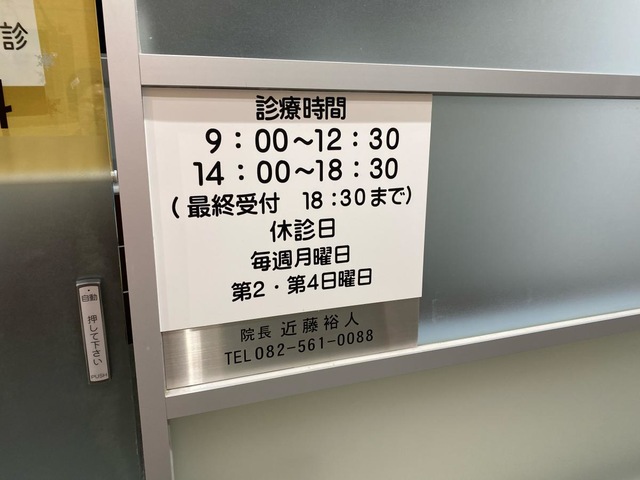 診
診療時間
9：00～12：30
14：00～18：30
(最終受付 18：30まで)
休診日
毎週月曜日
第2・第4日曜日
院長 近藤裕人
TEL082-561-0088
自動
押して下さい
PUSH